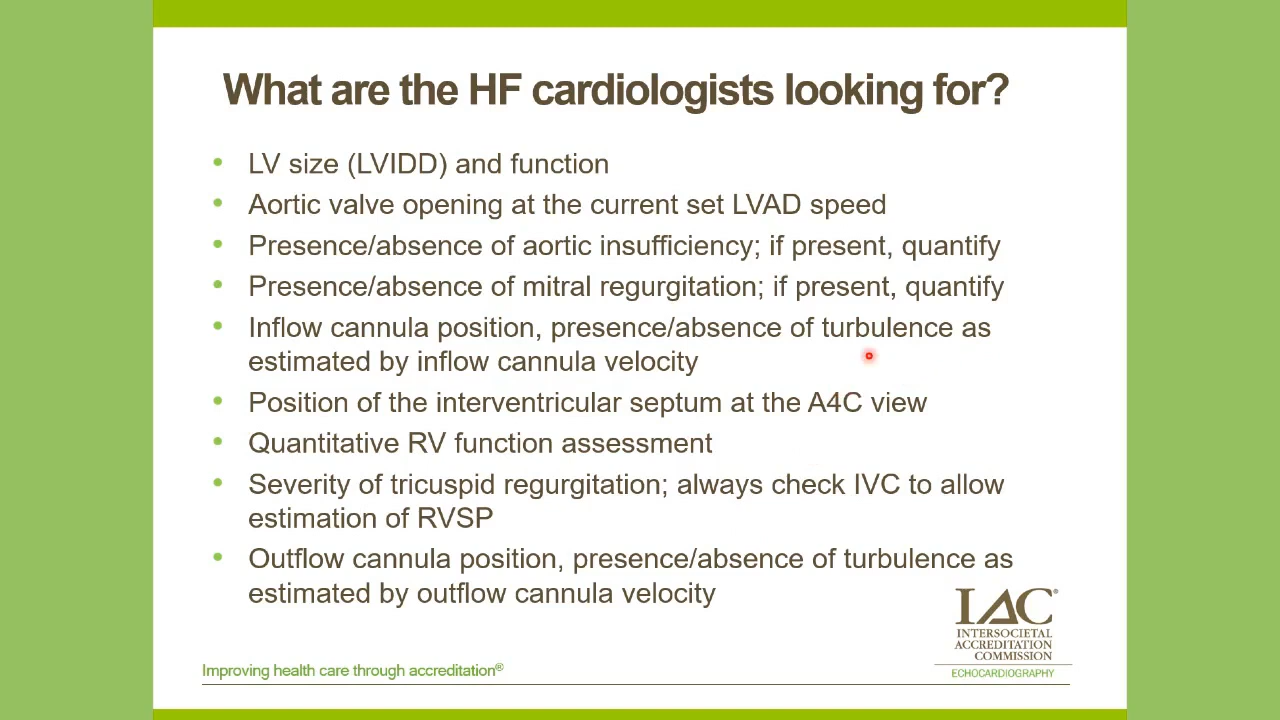 What are the HF cardiologists looking for?
• LV size (LVIDD) and function
• Aortic valve opening at the current set LVAD speed
• Presence/absence of aortic insufficiency; if present, quantify
• Presence/absence of mitral regurgitation; if present, quantify
• Inflow cannula position, presence/absence of turbulence as
estimated by inflow cannula velocity
• Position of the interventricular septum at the A4C view
• Quantitative RV function assessment
• Severity of tricuspid regurgitation; always check IVC to allow
estimation of RVSP
• Outflow cannula position, presence/absence of turbulence as
estimated by outflow cannula velocity
IAC®
INTERSOCIETAL
ACCREDITATION
COMMISSION
ECHOCARDIOGRAPHY
Improving health care through accreditation®